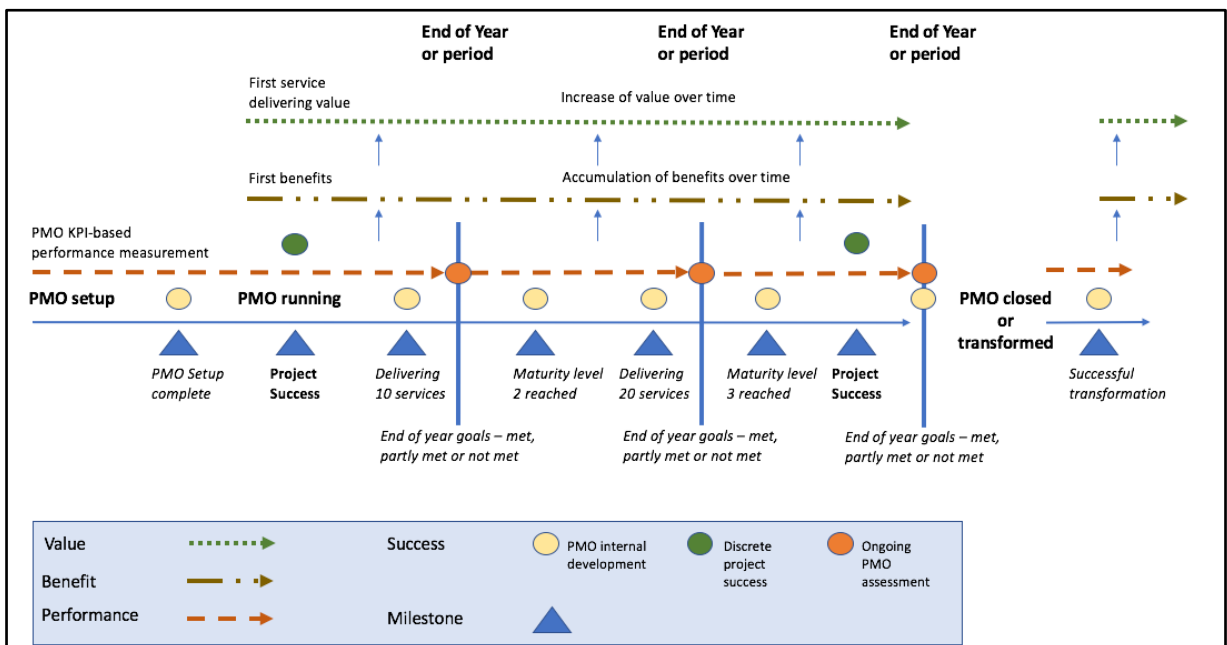 End of Year
or period
End of Year
or period
End of Year
or period
First service
delivering value
Increase of value over time
First benefits
Accumulation of benefits over time
PMO KPI-based
performance measurement
PMO setup
PMO running
PMO closed
or
transformed
PMO Setup
complete
Project
Success
Delivering
10 services
Maturity level
2 reached
Delivering
20 services
Maturity level
3 reached
Project
Success
Successful
transformation
End of year goals – met,
partly met or not met
End of year goals – met,
partly met or not met
End of year goals – met,
partly met or not met
Value
Benefit
Performance
Success
Milestone
PMO internal
development
Discrete
project
success
Ongoing
PMO
assessment